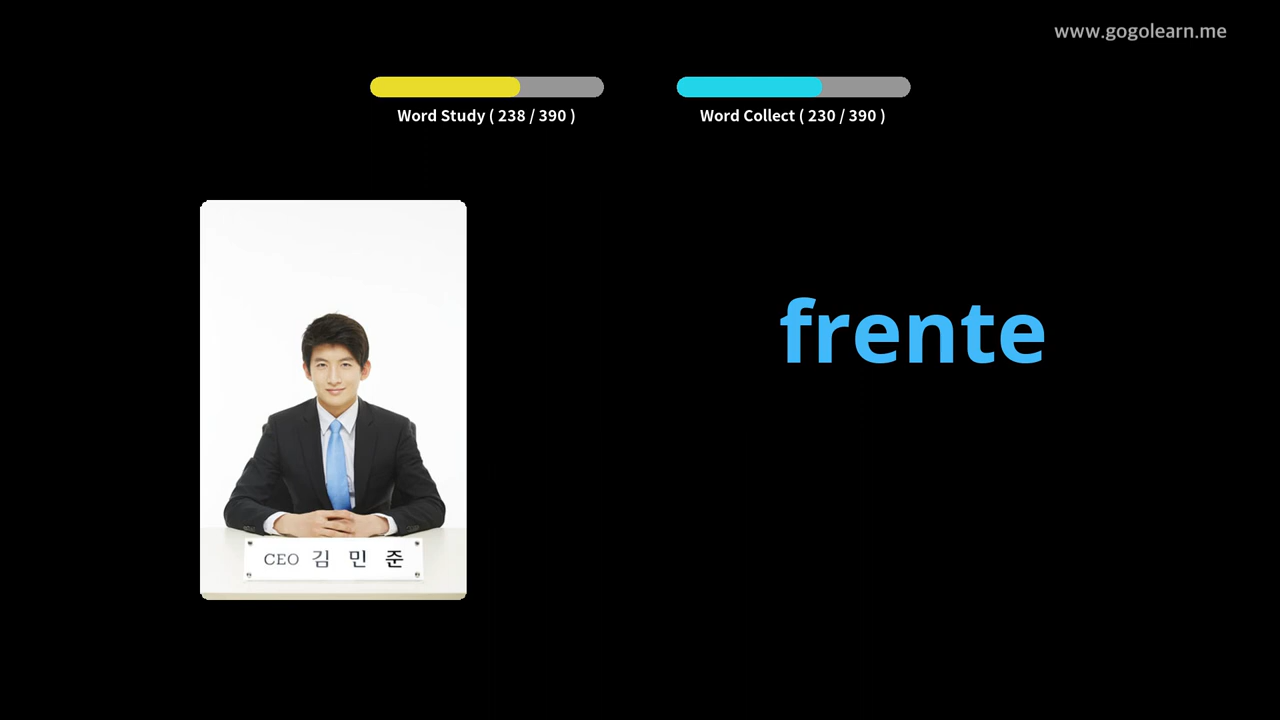 www.gogolearn.me
Word Study ( 238 / 390 )
Word Collect ( 230 / 390 )
frente
CEO 김 민 준